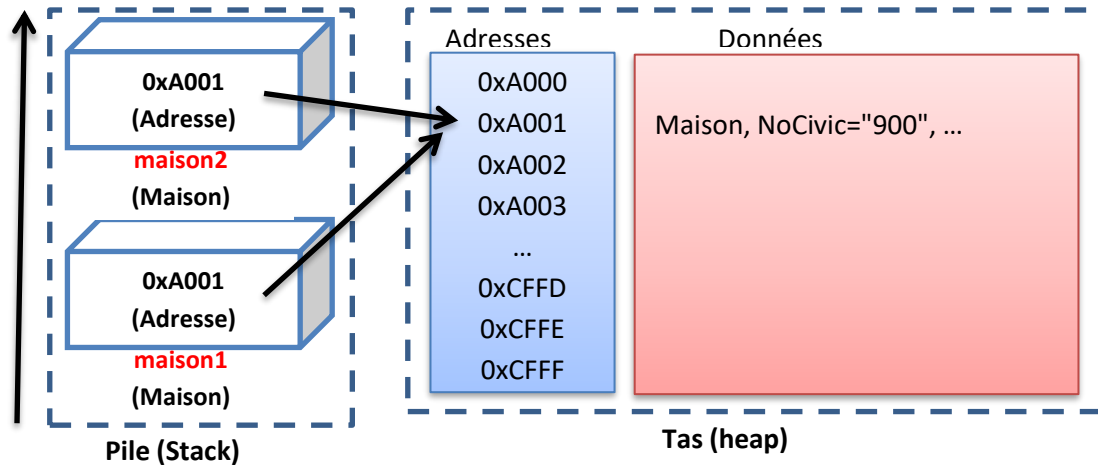 0xA001
(Adresse)
maison2
(Maison)
0xA001
(Adresse)
maison1
(Maison)
Pile (Stack)
Adresses
0xA000
0xA001
0xA002
0xA003
…
0xCFFD
0xCFFE
0xCFFF
Données
Maison, NoCivic="900", …
Tas (heap)